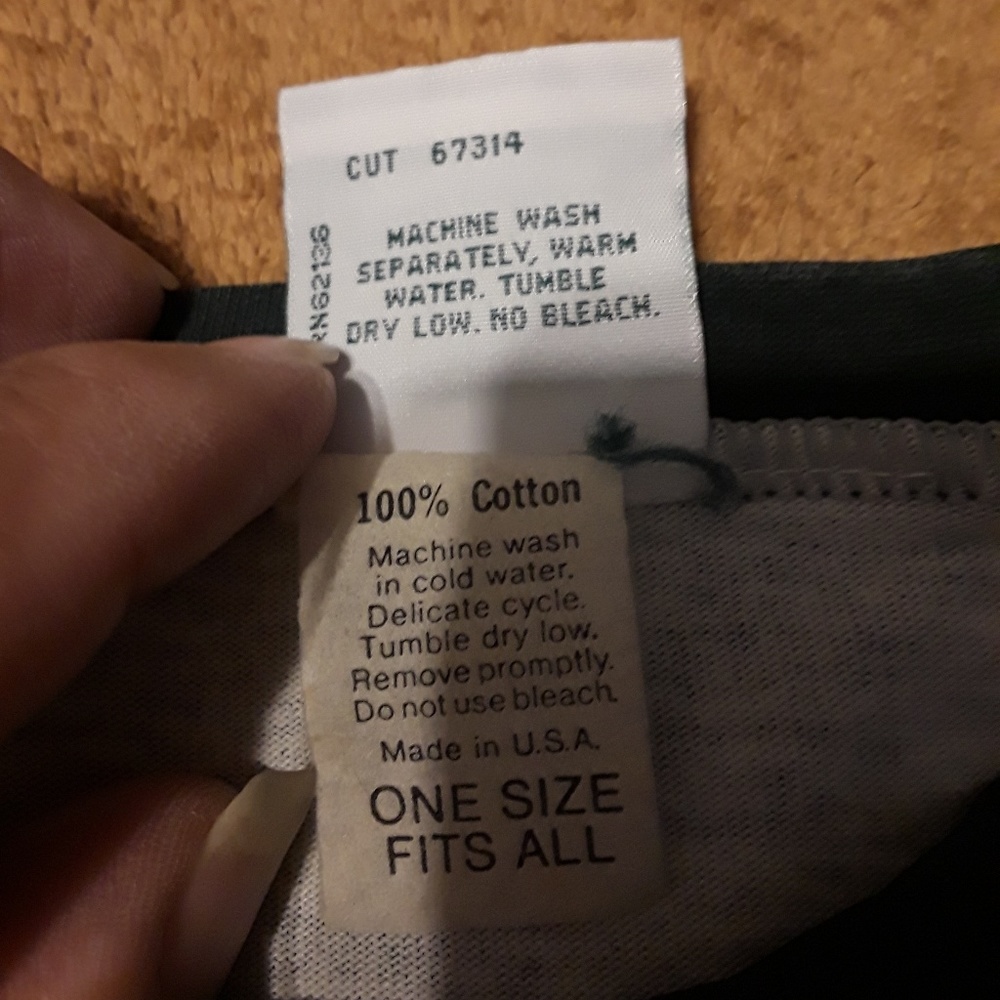 CUT 67314
MACHINE WASH
SEPARATELY, WARM
WATER. TUMBLE
DRY LOW. NO BLEACH.
RN62136
100% Cotton
Machine wash
in cold water.
Delicate cycle.
Tumble dry low.
Remove promptly.
Do not use bleach.
Made in U.S.A.
ONE SIZE
FITS ALL